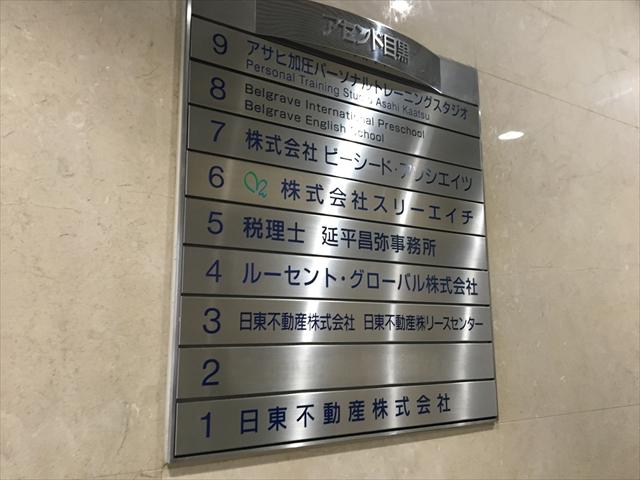 アセンド目黒
9 アサヒ加圧パーソナルトレーニングスタジオ
Personal Training Studio Asahi Kaatsu
8 Belgrave International Preschool
Belgrave English School
7 株式会社 ビーシード・アソシエイツ
6 株式会社スリーエイチ
5 税理士 延平昌弥事務所
4 ルーセント・グローバル株式会社
3 日東不動産株式会社 日東不動産㈱リースセンター
2
1 日東不動産株式会社